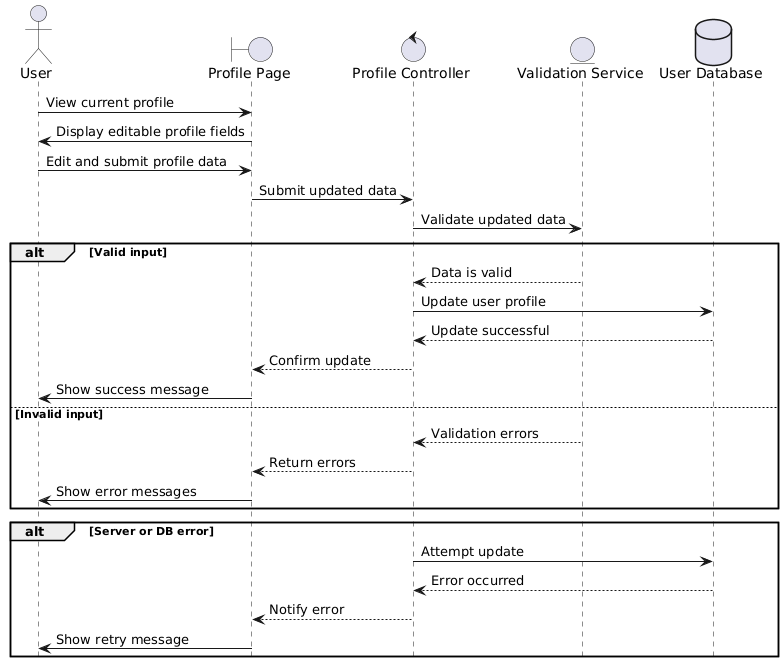 User
Profile Page
Profile Controller
Validation Service
User Database
View current profile
Display editable profile fields
Edit and submit profile data
Submit updated data
Validate updated data
alt [Valid input]
Data is valid
Update user profile
Update successful
Confirm update
Show success message
[Invalid input]
Validation errors
Return errors
Show error messages
alt [Server or DB error]
Attempt update
Error occurred
Notify error
Show retry message